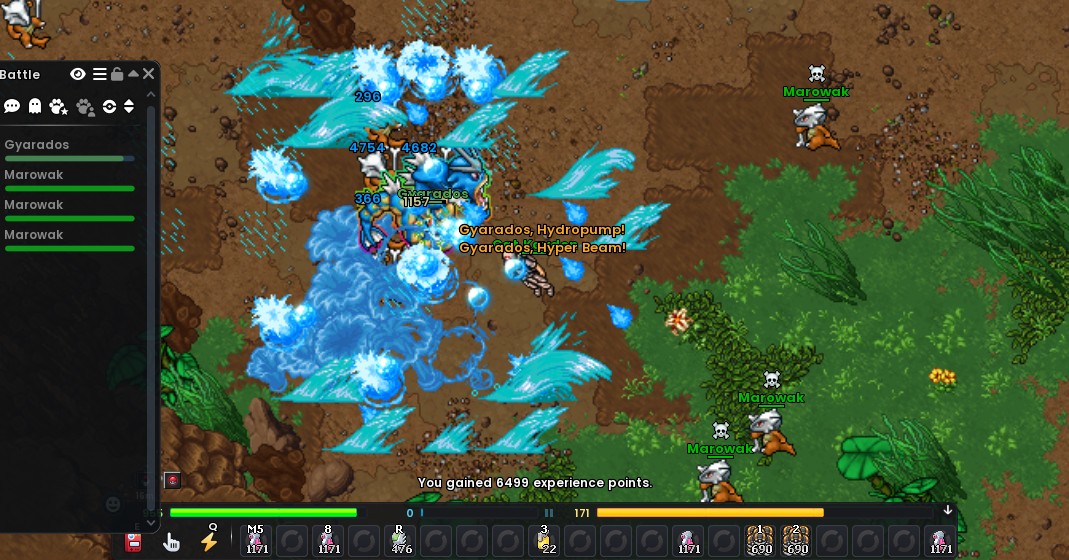 Battle
Gyarados
Marowak
Marowak
Marowak
Marowak
296
4754
4682
Gyarados
366
1157
Gyarados, Hydropump!
Gyarados, Hyper Beam!
Marowak
Marowak
You gained 6499 experience points.
0
171
E
Q
M5
1171
8
1171
R
476
3
22
1171
1
690
2
690
1171